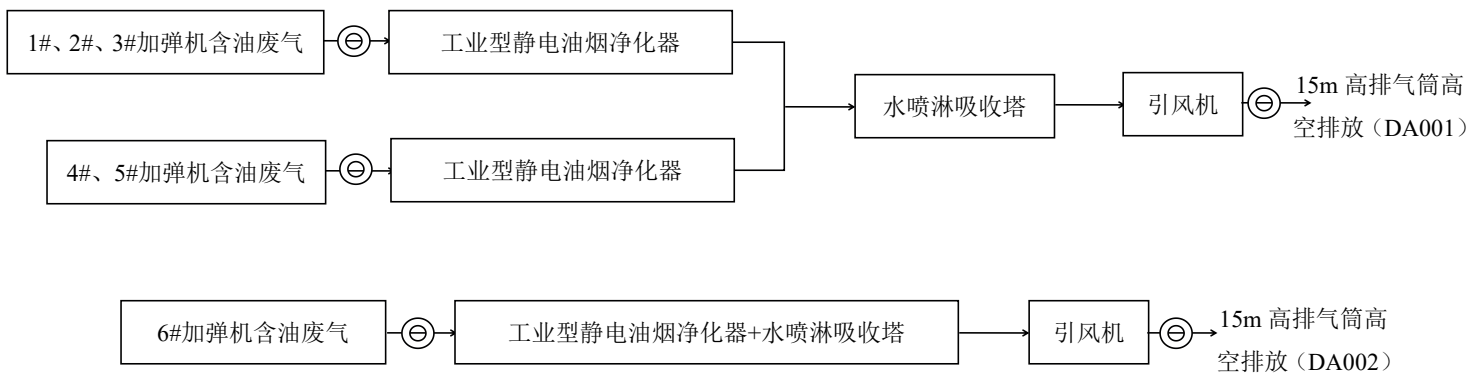 1#、2#、3#加弹机含油废气
工业型静电油烟净化器
4#、5#加弹机含油废气
工业型静电油烟净化器
水喷淋吸收塔
引风机
15m 高排气筒高
空排放（DA001）
6#加弹机含油废气
工业型静电油烟净化器+水喷淋吸收塔
引风机
15m 高排气筒高
空排放（DA002）